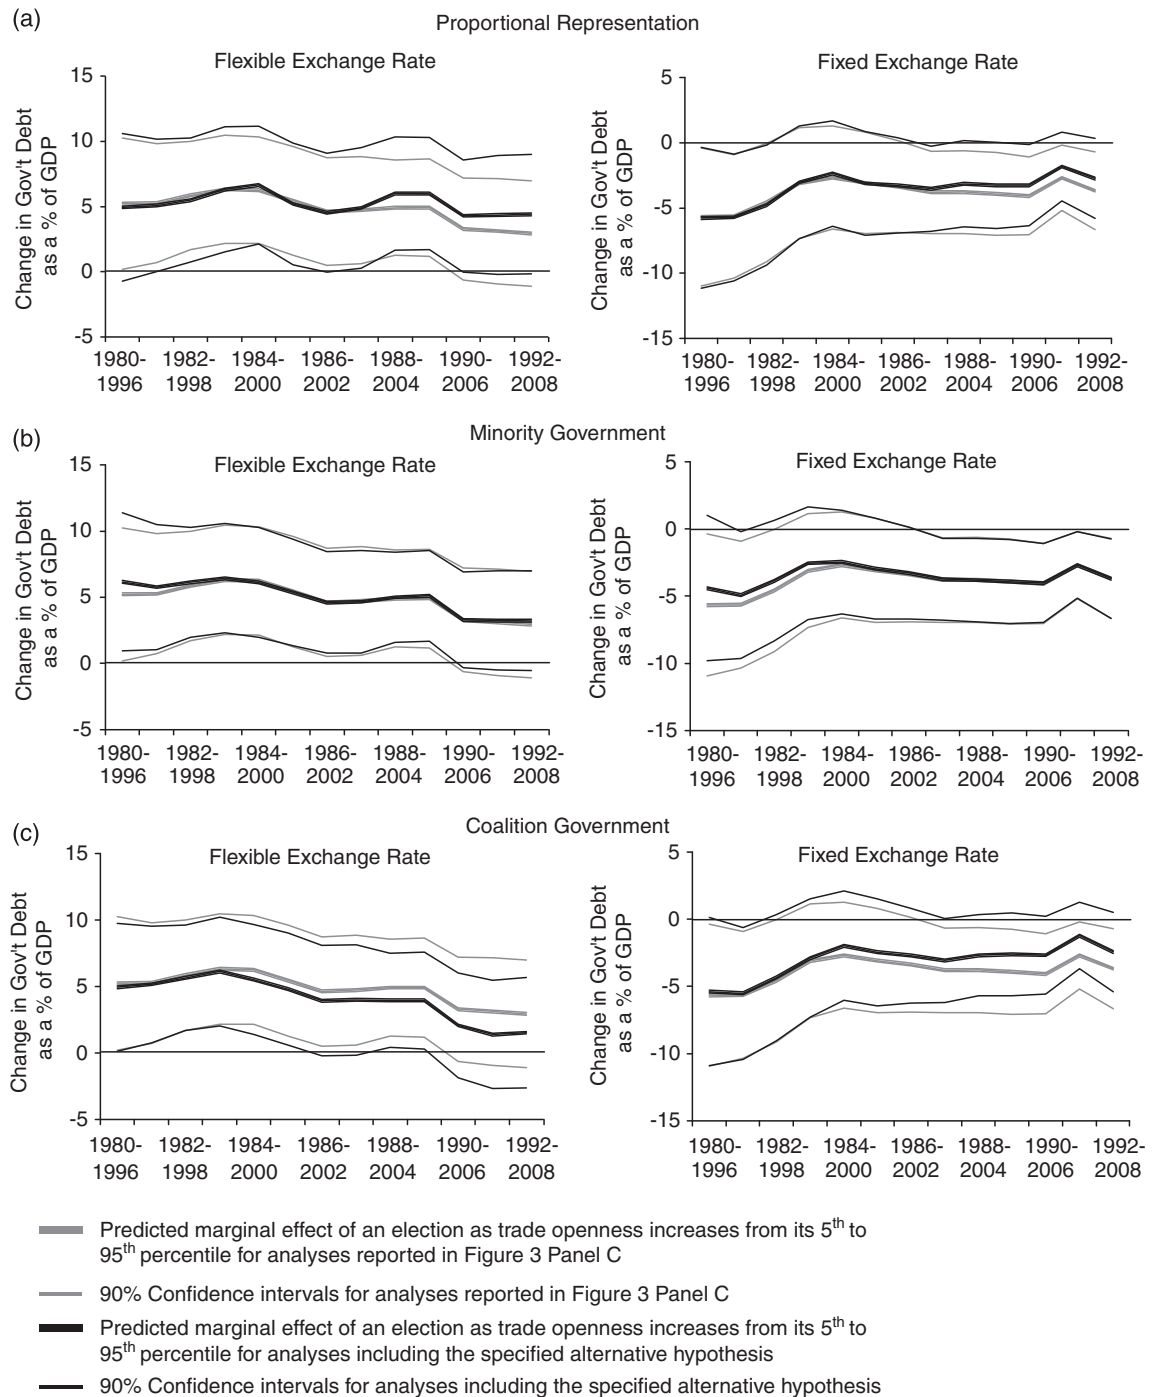 (a)
Proportional Representation
Flexible Exchange Rate
Change in Gov't Debt
as a % of GDP
15
10
5
0
-5
1980- 1982- 1984- 1986- 1988- 1990- 1992-
1996 1998 2000 2002 2004 2006 2008
Fixed Exchange Rate
Change in Gov't Debt
as a % of GDP
5
0
-5
-10
-15
1980- 1982- 1984- 1986- 1988- 1990- 1992-
1996 1998 2000 2002 2004 2006 2008
(b)
Minority Government
Flexible Exchange Rate
Change in Gov't Debt
as a % of GDP
15
10
5
0
-5
1980- 1982- 1984- 1986- 1988- 1990- 1992-
1996 1998 2000 2002 2004 2006 2008
Fixed Exchange Rate
Change in Gov't Debt
as a % of GDP
5
0
-5
-10
-15
1980- 1982- 1984- 1986- 1988- 1990- 1992-
1996 1998 2000 2002 2004 2006 2008
(c)
Coalition Government
Flexible Exchange Rate
Change in Gov't Debt
as a % of GDP
15
10
5
0
-5
1980- 1982- 1984- 1986- 1988- 1990- 1992-
1996 1998 2000 2002 2004 2006 2008
Fixed Exchange Rate
Change in Gov't Debt
as a % of GDP
5
0
-5
-10
-15
1980- 1982- 1984- 1986- 1988- 1990- 1992-
1996 1998 2000 2002 2004 2006 2008
Predicted marginal effect of an election as trade openness increases from its 5th to
95th percentile for analyses reported in Figure 3 Panel C
90% Confidence intervals for analyses reported in Figure 3 Panel C
Predicted marginal effect of an election as trade openness increases from its 5th to
95th percentile for analyses including the specified alternative hypothesis
90% Confidence intervals for analyses including the specified alternative hypothesis